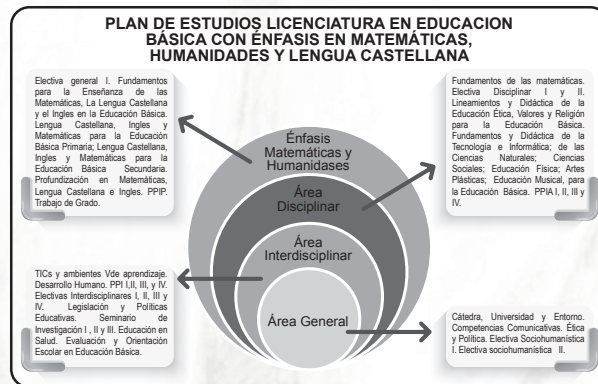 PLAN DE ESTUDIOS LICENCIATURA EN EDUCACION
BÁSICA CON ÉNFASIS EN MATEMÁTICAS,
HUMANIDADES Y LENGUA CASTELLANA
Electiva general I. Fundamentos
para la Enseñanza de las
Matemáticas, La Lengua Castellana
y el Ingles en la Educación Básica.
Lengua Castellana, Ingles y
Matemáticas para la Educación
Básica Primaria; Lengua Castellana,
Ingles y Matemáticas para la
Educación Básica Secundaria.
Profundización en Matemáticas,
Lengua Castellana e Ingles. PPIP.
Trabajo de Grado.
Fundamentos de las matemáticas.
Electiva Disciplinar I y II.
Lineamientos y Didáctica de la
Educación Ética, Valores y Religión
para la Educación Básica.
Fundamentos y Didáctica de la
Tecnología e Informática; de las
Ciencias Naturales; Ciencias
Sociales; Educación Física; Artes
Plásticas; Educación Musical, para
la Educación Básica. PPIA I, II, III y
IV.
Énfasis
Matemáticas y
Humanidases
Área
Disciplinar
Área
Interdisciplinar
Área General
TICs y ambientes Vde aprendizaje.
Desarrollo Humano. PPI I,II, III, y IV.
Electivas Interdisciplinares I, II, III y
IV. Legislación y Políticas
Educativas. Seminario de
Investigación I , II y III. Educación en
Salud. Evaluación y Orientación
Escolar en Educación Básica.
Cátedra, Universidad y Entorno.
Competencias Comunicativas. Ética
y Política. Electiva Sociohumanística
I. Electiva sociohumanística II.